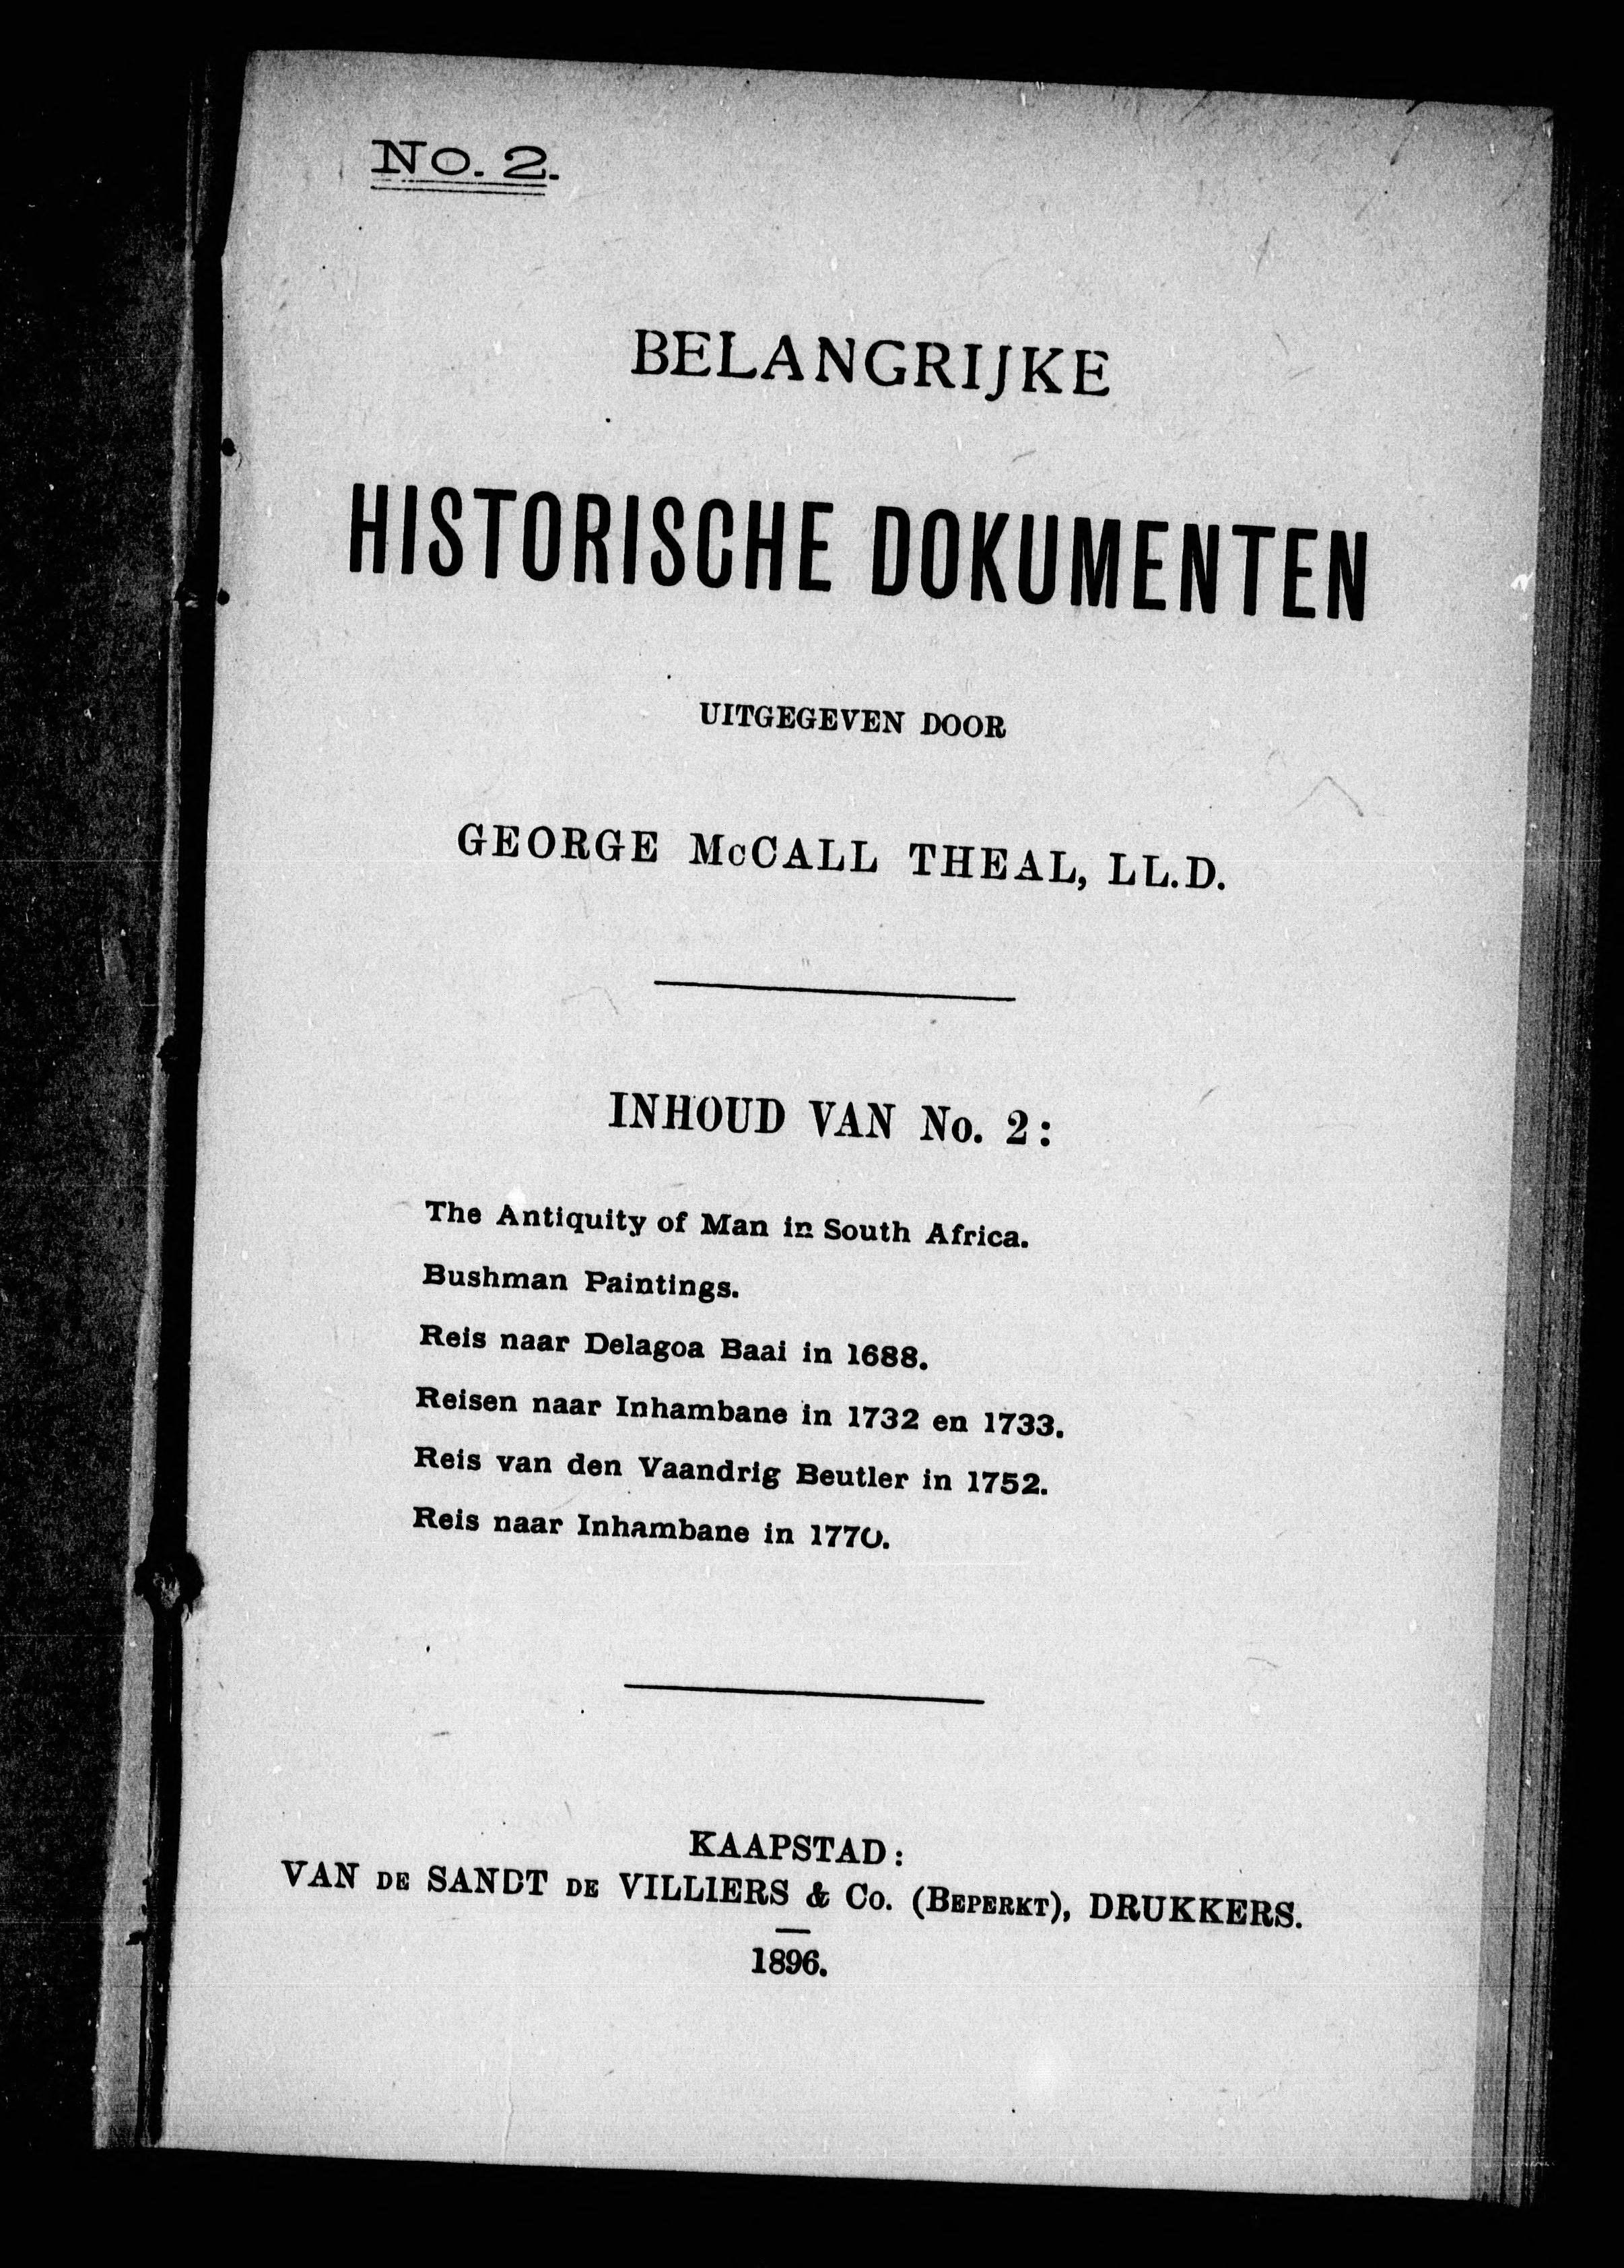 No. 2.
BELANGRIJKE
HISTORISCHE DOKUMENTEN
UITGEGEVEN DOOR
GEORGE McCALL THEAL, LL.D.
INHOUD VAN No. 2:
The Antiquity of Man in South Africa.
Bushman Paintings.
Reis naar Delagoa Baai in 1688.
Reisen naar Inhambane in 1732 en 1733.
Reis van den Vaandrig Beutler in 1752.
Reis naar Inhambane in 1770.
KAAPSTAD:
VAN DE SANDT DE VILLIERS & Co. (BEPERKT), DRUKKERS.
1896.